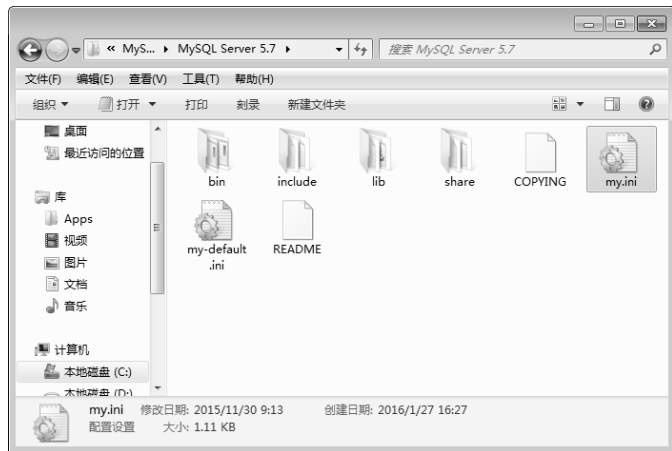 « MyS... ▸ MySQL Server 5.7 ▸
搜索 MySQL Server 5.7
文件(F) 编辑(E) 查看(V) 工具(T) 帮助(H)
组织 ▼ 打开 ▼ 打印 刻录 新建文件夹
桌面
最近访问的位置
库
Apps
视频
图片
文档
音乐
计算机
本地磁盘 (C:)
本地磁盘 (D:)
bin include lib share COPYING my.ini
my-default
.ini
README
my.ini 修改日期: 2015/11/30 9:13 创建日期: 2016/1/27 16:27
配置设置 大小: 1.11 KB